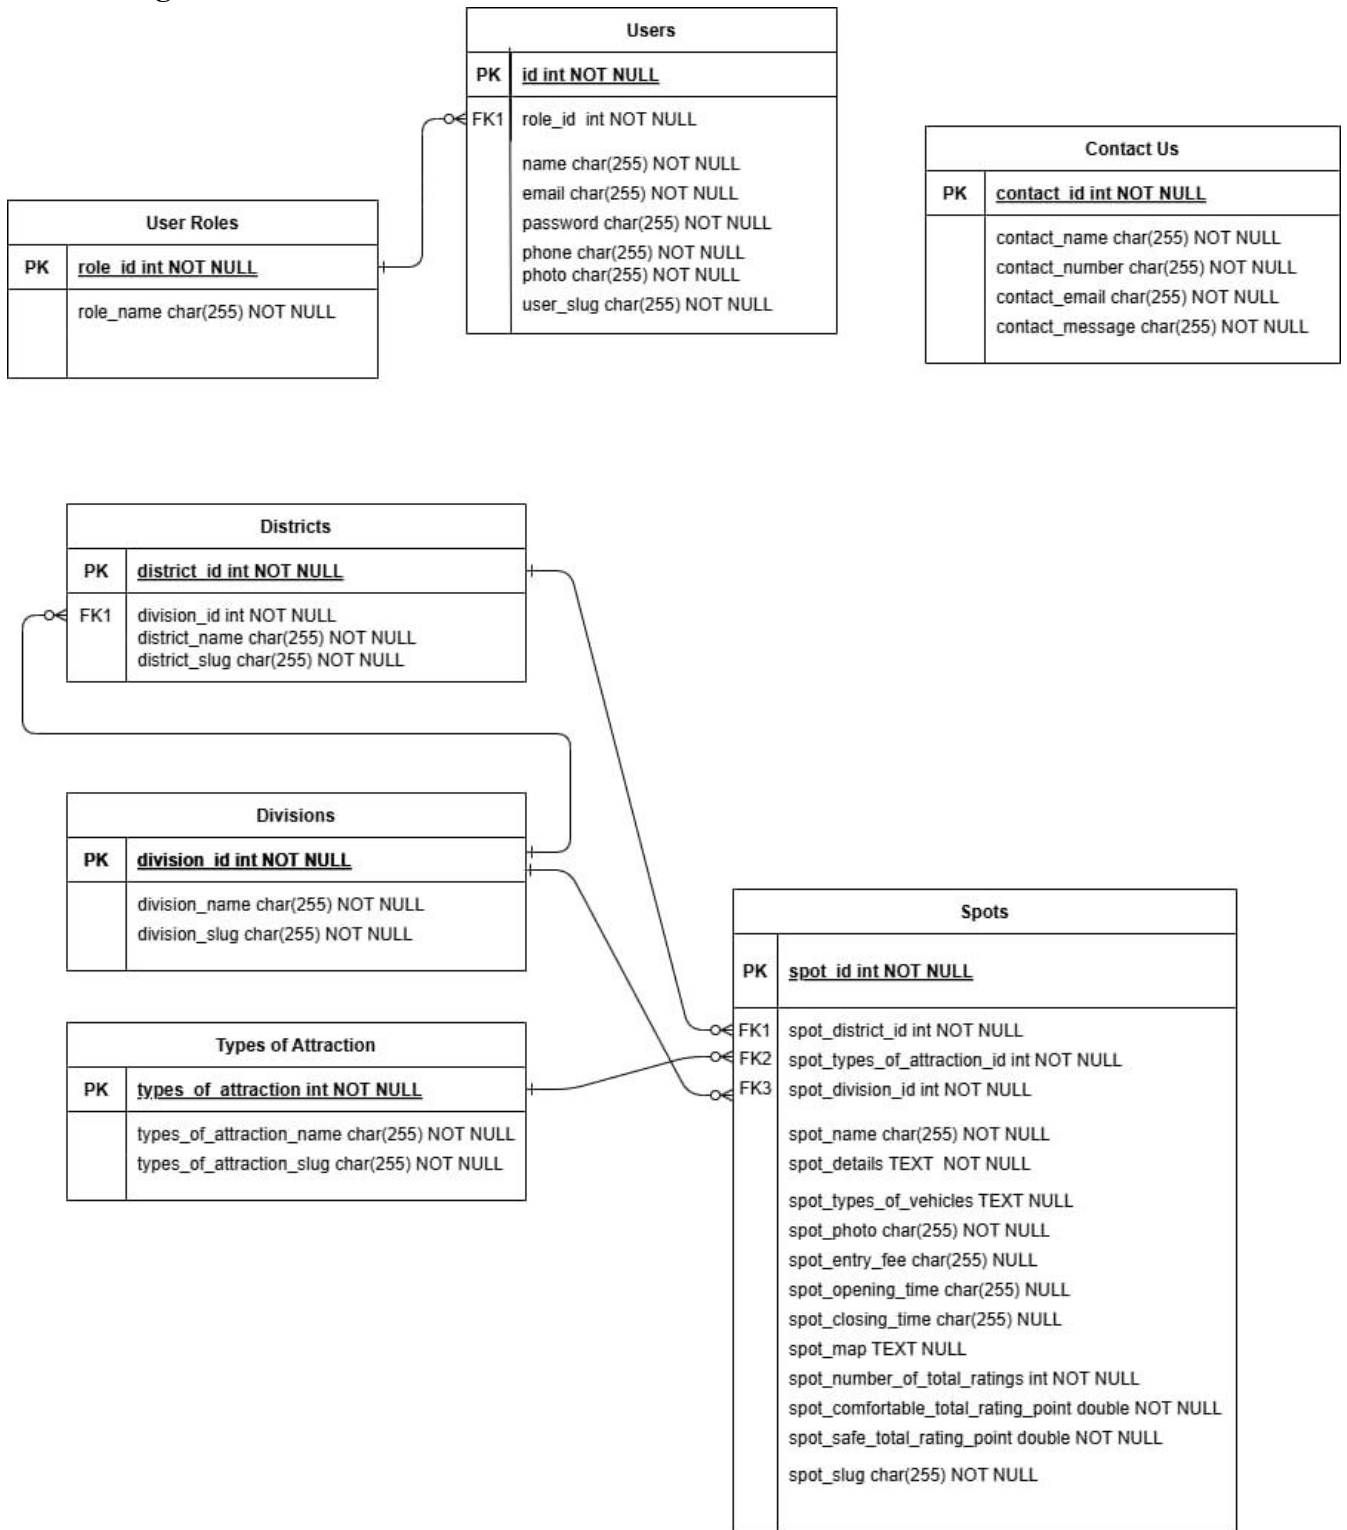 Users
PK id int NOT NULL
FK1 role_id int NOT NULL
name char(255) NOT NULL
email char(255) NOT NULL
password char(255) NOT NULL
phone char(255) NOT NULL
photo char(255) NOT NULL
user_slug char(255) NOT NULL
Contact Us
PK contact_id int NOT NULL
contact_name char(255) NOT NULL
contact_number char(255) NOT NULL
contact_email char(255) NOT NULL
contact_message char(255) NOT NULL
User Roles
PK role_id int NOT NULL
role_name char(255) NOT NULL
Districts
PK district_id int NOT NULL
FK1 division_id int NOT NULL
district_name char(255) NOT NULL
district_slug char(255) NOT NULL
Divisions
PK division_id int NOT NULL
division_name char(255) NOT NULL
division_slug char(255) NOT NULL
Types of Attraction
PK types_of_attraction int NOT NULL
types_of_attraction_name char(255) NOT NULL
types_of_attraction_slug char(255) NOT NULL
Spots
PK spot_id int NOT NULL
FK1 spot_district_id int NOT NULL
FK2 spot_types_of_attraction_id int NOT NULL
FK3 spot_division_id int NOT NULL
spot_name char(255) NOT NULL
spot_details TEXT NOT NULL
spot_types_of_vehicles TEXT NULL
spot_photo char(255) NOT NULL
spot_entry_fee char(255) NULL
spot_opening_time char(255) NULL
spot_closing_time char(255) NULL
spot_map TEXT NULL
spot_number_of_total_ratings int NOT NULL
spot_comfortable_total_rating_point double NOT NULL
spot_safe_total_rating_point double NOT NULL
spot_slug char(255) NOT NULL